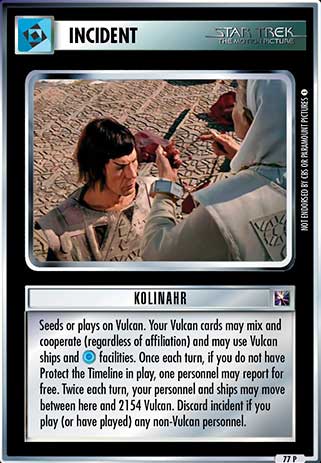 INCIDENT
STAR TREK
THE MOTION PICTURE
NOT ENDORSED BY CBS OR PARAMOUNT PICTURES
KOLINAHR
Seeds or plays on Vulcan. Your Vulcan cards may mix and
cooperate (regardless of affiliation) and may use Vulcan
ships and facilities. Once each turn, if you do not have
Protect the Timeline in play, one personnel may report for
free. Twice each turn, your personnel and ships may move
between here and 2154 Vulcan. Discard incident if you
play (or have played) any non-Vulcan personnel.
77 P